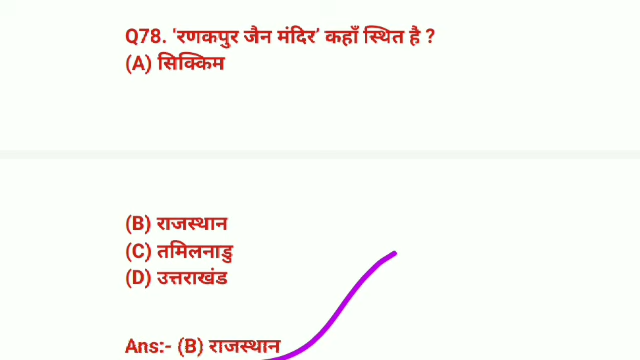 Q78. 'रणकपुर जैन मंदिर' कहाँ स्थित है ?
(A) सिक्किम
(B) राजस्थान
(C) तमिलनाडु
(D) उत्तराखंड
Ans:- (B) राजस्थान